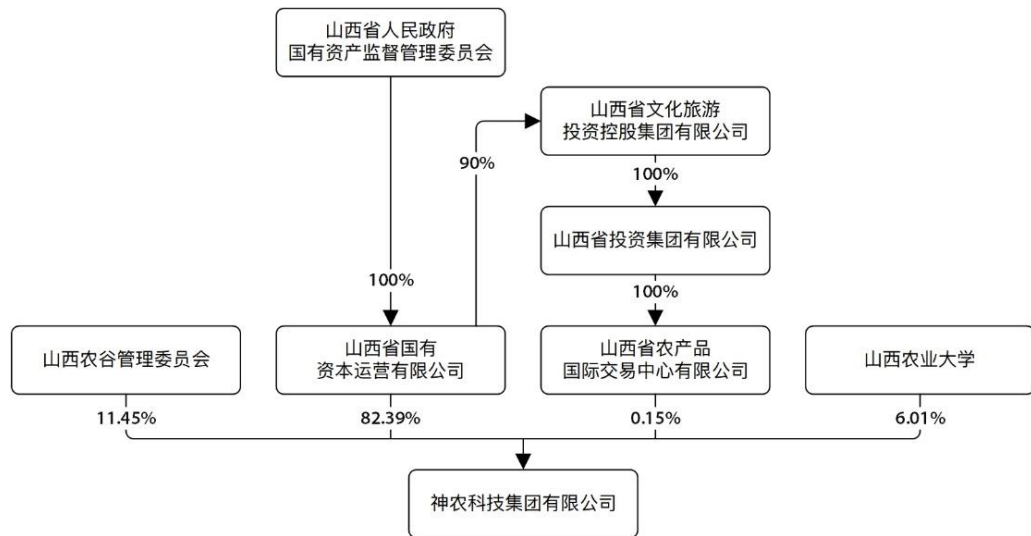 山西省人民政府
国有资产监督管理委员会
山西省文化旅游
投资控股集团有限公司
90%
100%
山西省投资集团有限公司
100%
100%
山西农谷管理委员会
山西省国有
资本运营有限公司
山西省农产品
国际交易中心有限公司
山西农业大学
11.45%
82.39%
0.15%
6.01%
神农科技集团有限公司